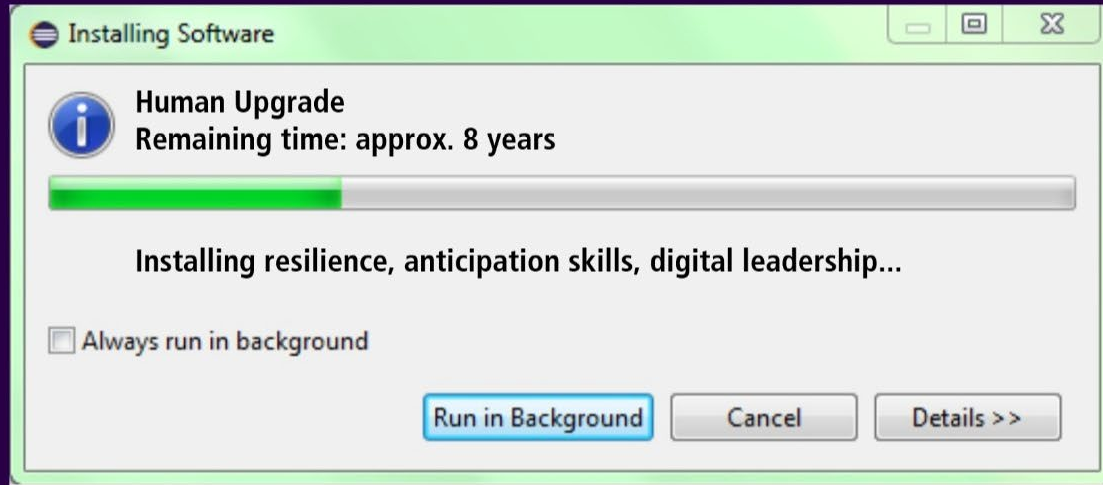 Installing Software
Human Upgrade
Remaining time: approx. 8 years
Installing resilience, anticipation skills, digital leadership...
Always run in background
Run in Background Cancel Details >>